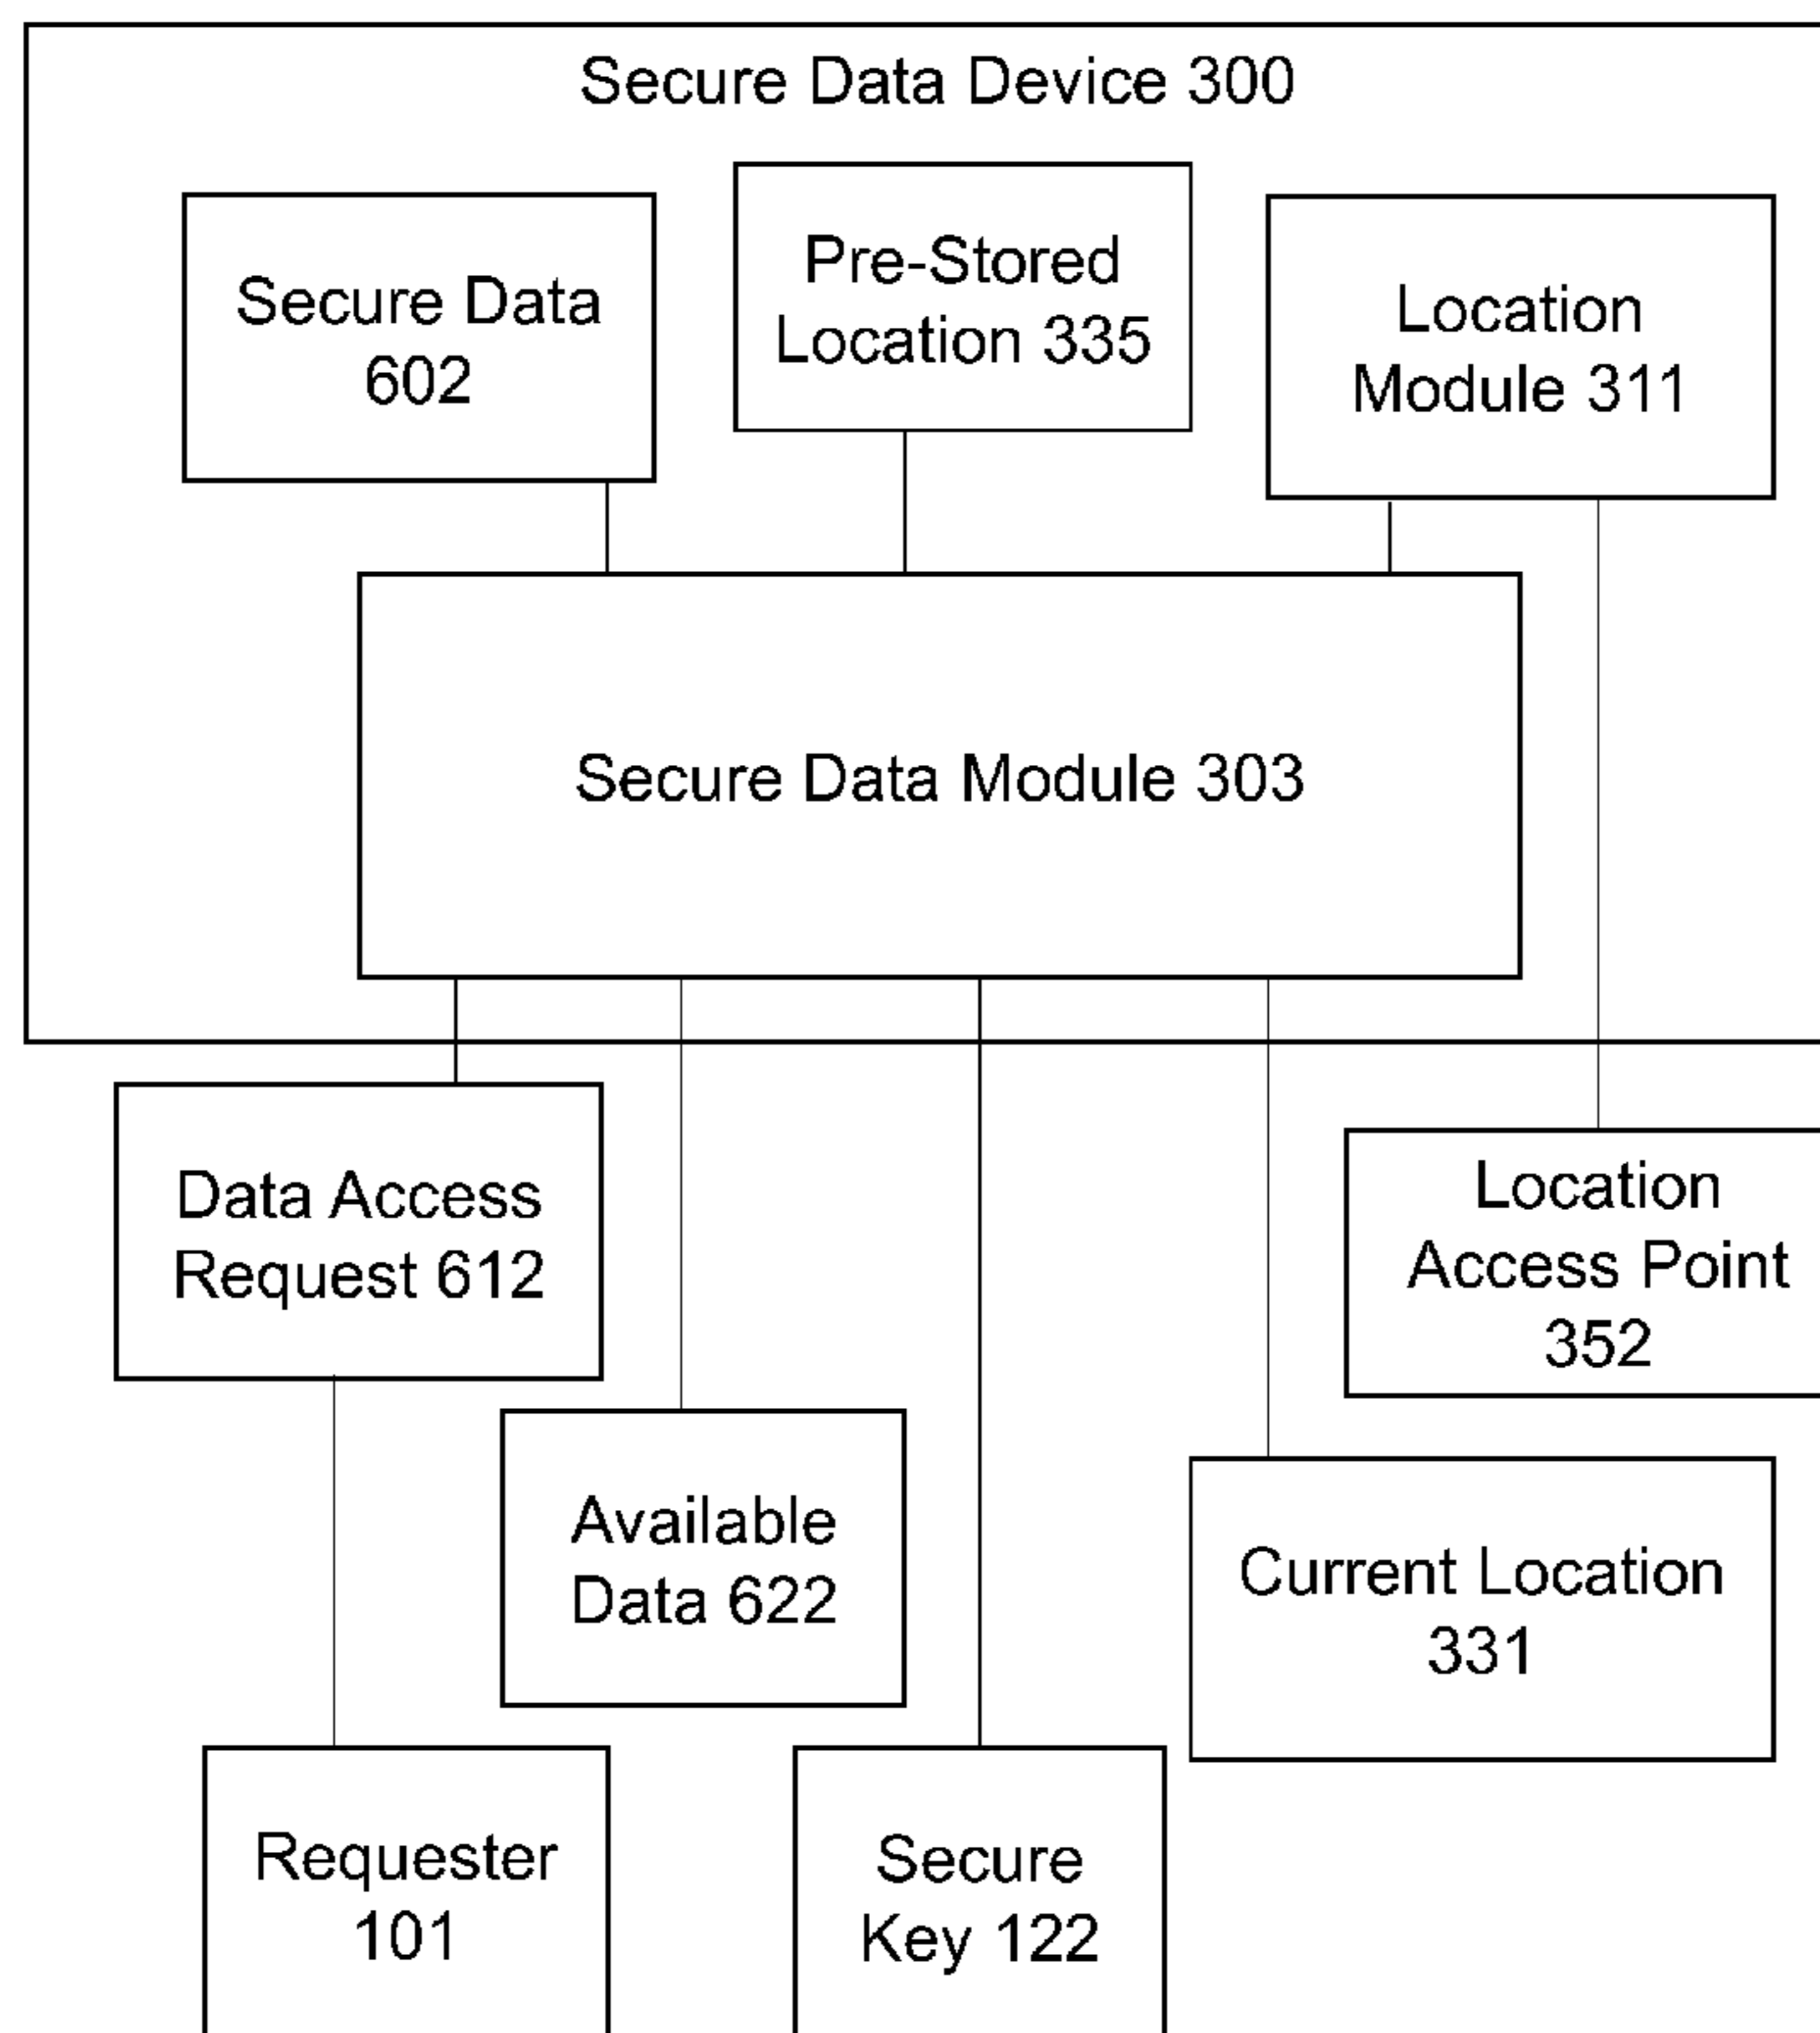 Secure Data Device 300
Secure Data
602
Pre-Stored
Location 335
Location
Module 311
Secure Data Module 303
Data Access
Request 612
Location
Access Point
352
Available
Data 622
Current Location
331
Requester
101
Secure
Key 122